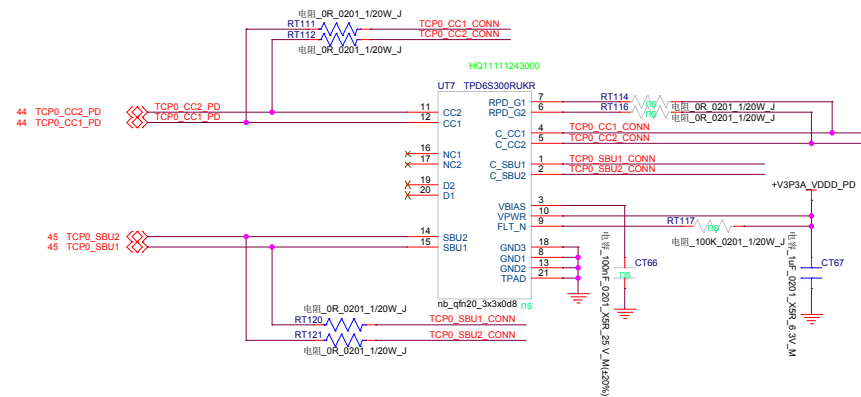 电阻_0R_0201_1/20W_J
RT111 TCP0_CC1_CONN
RT112 TCP0_CC2_CONN
电阻_0R_0201_1/20W_J
HQ11111243000
UT7 TPD6S300RUKR
44 TCP0_CC2_PD TCP0_CC2_PD 11 CC2
44 TCP0_CC1_PD TCP0_CC1_PD 12 CC1
16 NC1
17 NC2
19 D2
20 D1
45 TCP0_SBU2 14 SBU2
45 TCP0_SBU1 15 SBU1
RPD_G1 7 RT114 ns 电阻_0R_0201_1/20W_J
RPD_G2 6 RT116 ns 电阻_0R_0201_1/20W_J
C_CC1 4 TCP0_CC1_CONN
C_CC2 5 TCP0_CC2_CONN
C_SBU1 1 TCP0_SBU1_CONN
C_SBU2 2 TCP0_SBU2_CONN
+V3P3A_VDDD_PD
VBIAS 3
VPWR 10
FLT_N 9 RT117 ns
电阻_100K_0201_1/20W_J
GND3 18
GND1 8
GND2 13
TPAD 21
nb_qfn20_3x3x0d8 ns
CT66
ns
电容_100nF_0201_X5R_25 V_M(±20%)
CT67
电容_1uF_0201_X5R_6.3V_M
电阻_0R_0201_1/20W_J
RT120 TCP0_SBU1_CONN
RT121 TCP0_SBU2_CONN
电阻_0R_0201_1/20W_J